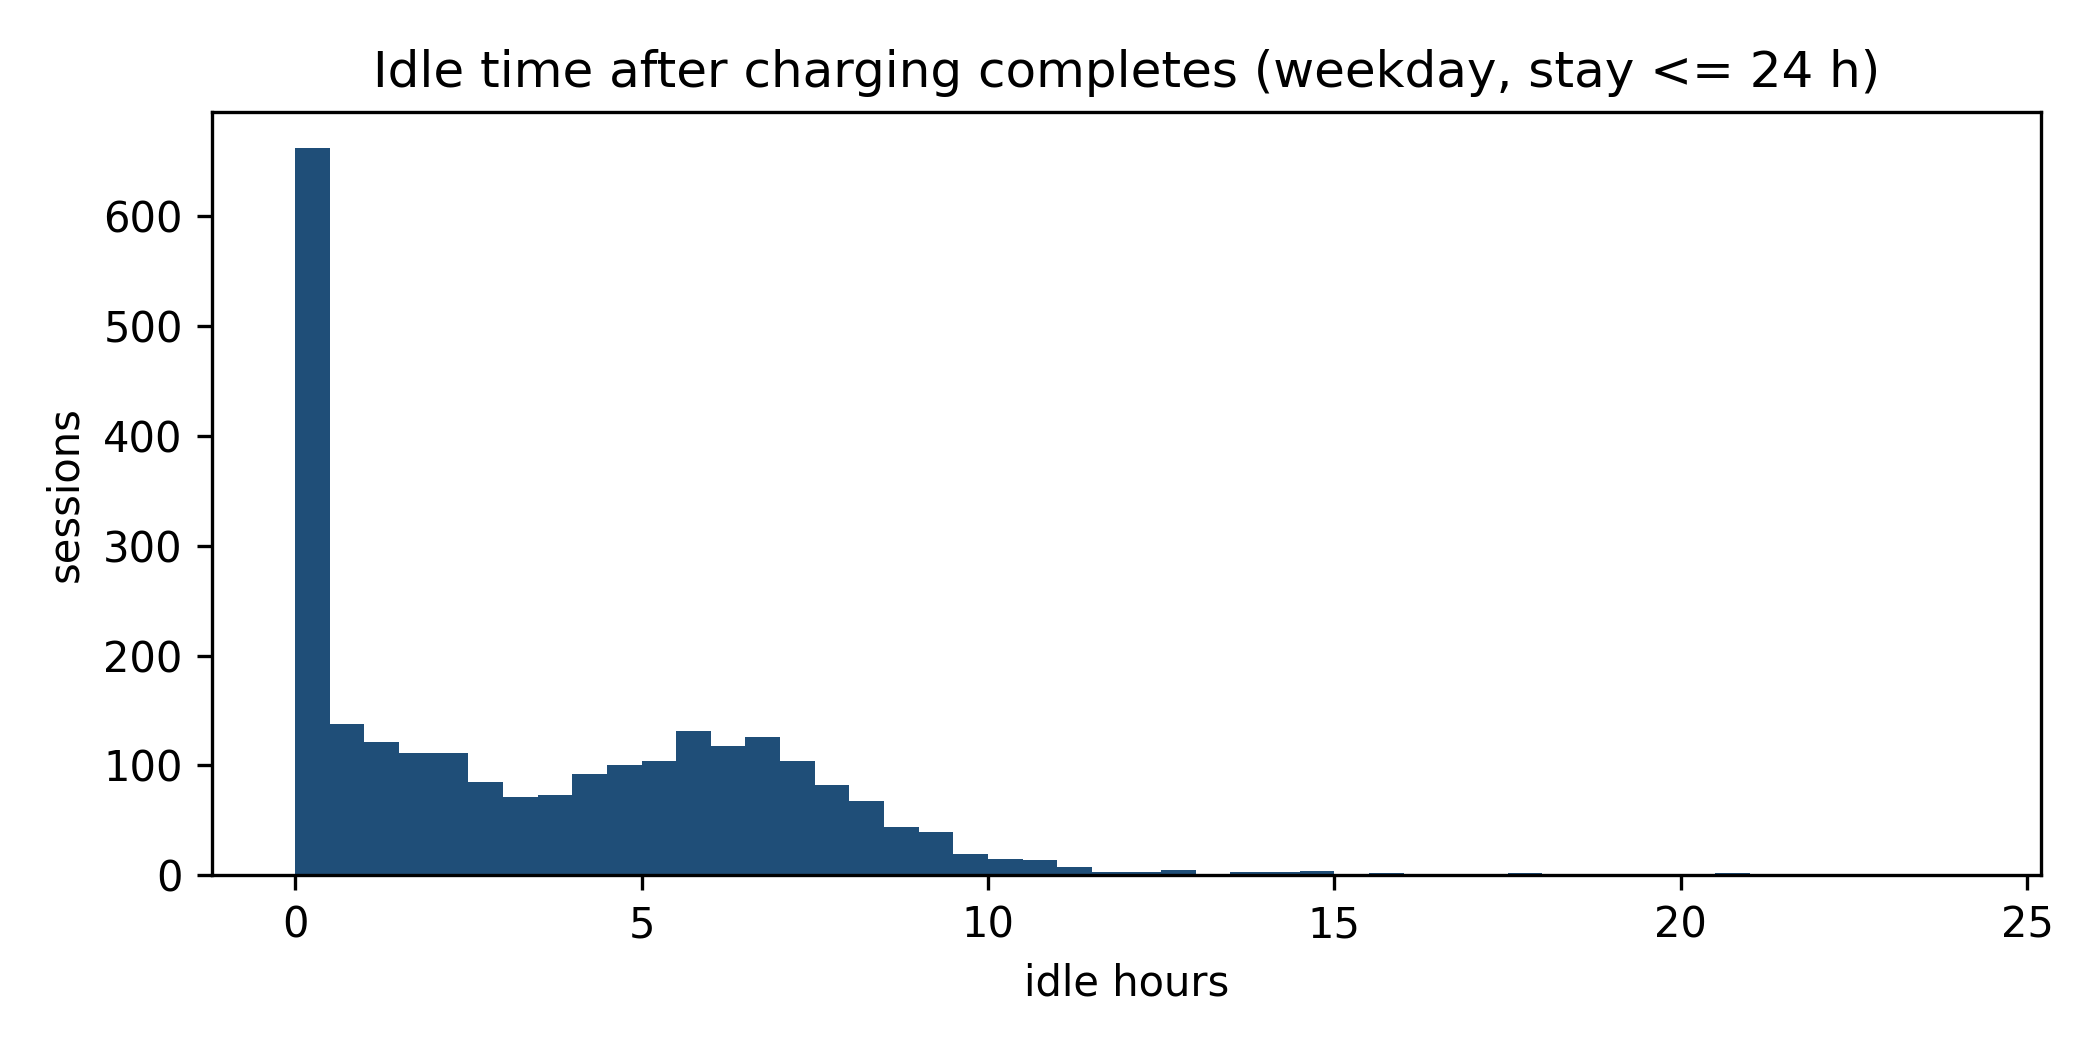 Idle time after charging completes (weekday, stay <= 24 h)
sessions
600
500
400
300
200
100
0
0 5 10 15 20 25
idle hours